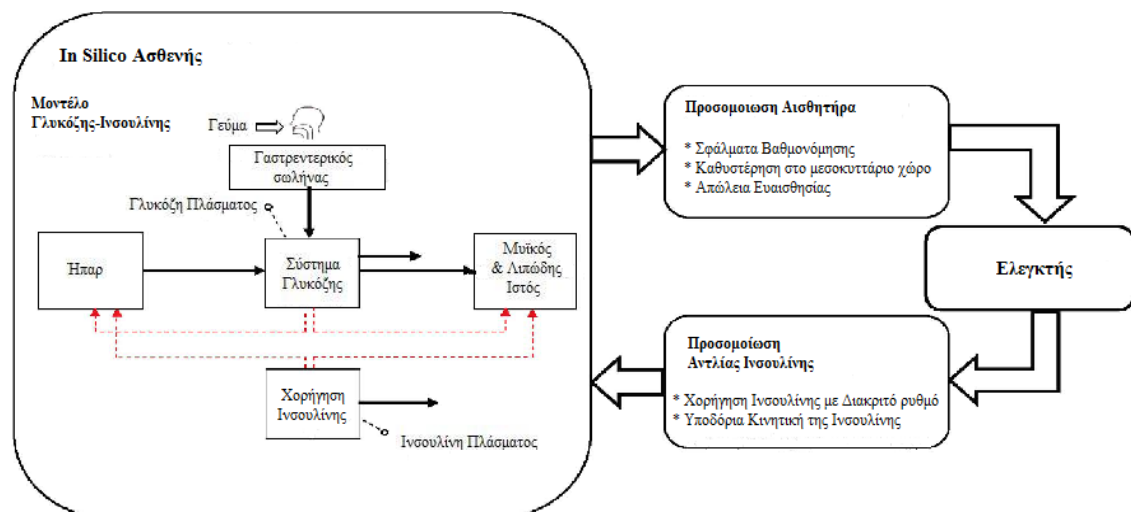 In Silico Ασθενής
Μοντέλο
Γλυκόζης-Ινσουλίνης
Γεύμα
Γαστρεντερικός
σωλήνας
Γλυκόζη Πλάσματος
Ήπαρ
Σύστημα
Γλυκόζης
Μυϊκός
& Λιπώδης
Ιστός
Χορήγηση
Ινσουλίνης
Ινσουλίνη Πλάσματος
Προσομοιωση Αισθητήρα
* Σφάλματα Βαθμονόμησης
* Καθυστέρηση στο μεσοκυττάριο χώρο
* Απώλεια Ευαισθησίας
Ελεγκτής
Προσομοίωση
Αντλίας Ινσουλίνης
* Χορήγηση Ινσουλίνης με Διακριτό ρυθμό
* Υποδόρια Κινητική της Ινσουλίνης